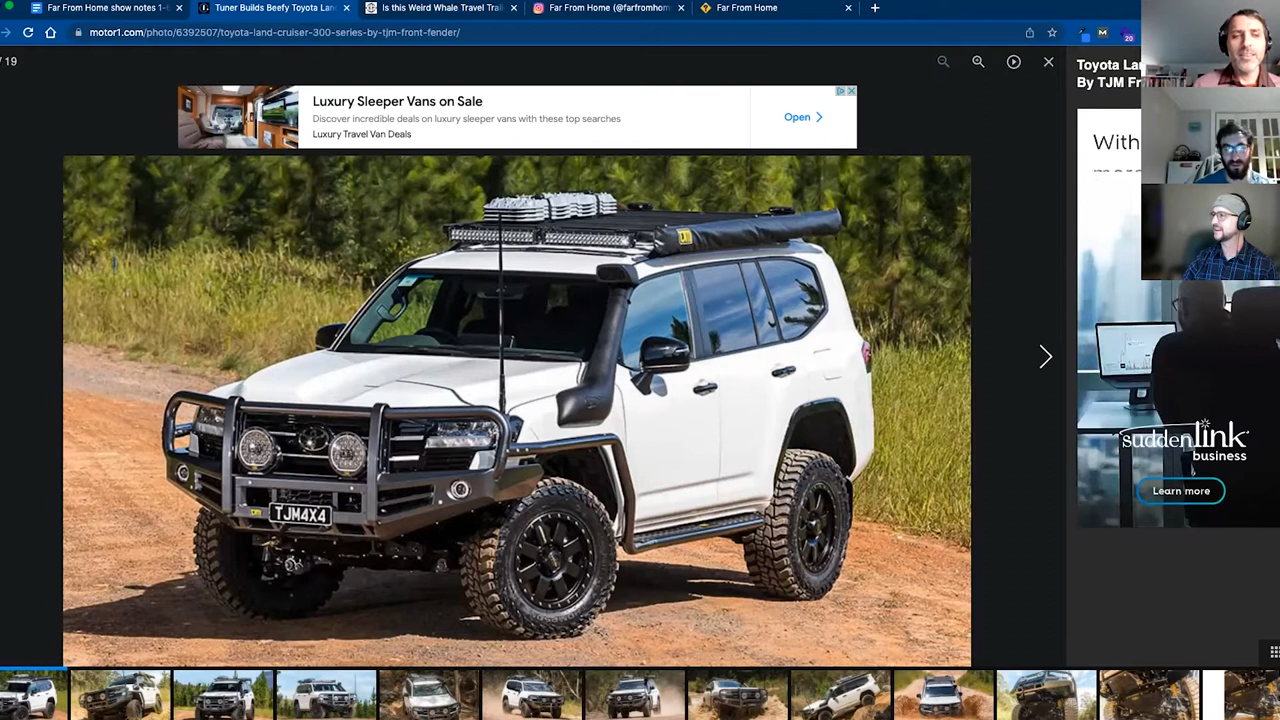 Far From Home show notes 1-
Tuner Builds Beefy Toyota Lan
Is this Weird Whale Travel Trail
Far From Home (@farfromhom
Far From Home
motor1.com/photo/6392507/toyota-land-cruiser-300-series-by-tjm-front-fender/
20
/ 19
Toyota Lan
By TJM Fr
Luxury Sleeper Vans on Sale
Discover incredible deals on luxury sleeper vans with these top searches
Luxury Travel Van Deals
Open
With
TJM4X4
suddenlink
business
Learn more